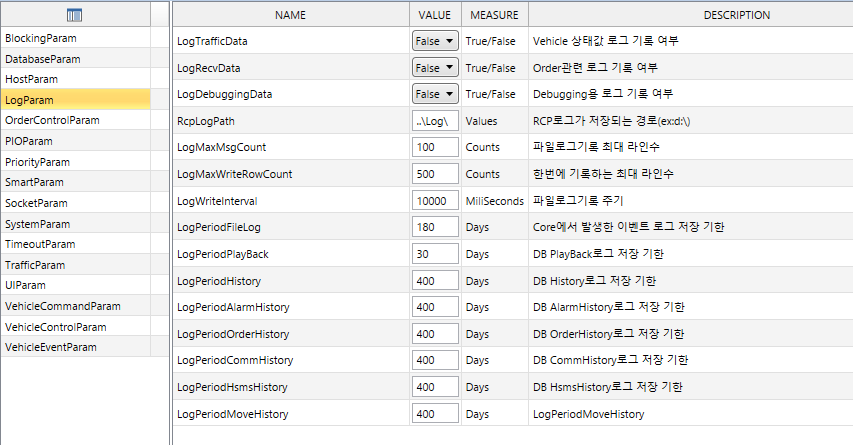 NAME VALUE MEASURE DESCRIPTION
BlockingParam
DatabaseParam
HostParam
LogParam
OrderControlParam
PIOParam
PriorityParam
SmartParam
SocketParam
SystemParam
TimeoutParam
TrafficParam
UIParam
VehicleCommandParam
VehicleControlParam
VehicleEventParam
LogTrafficData False True/False Vehicle 상태값 로그 기록 여부
LogRecvData False True/False Order관련 로그 기록 여부
LogDebuggingData False True/False Debugging용 로그 기록 여부
RcpLogPath ..\Log\ Values RCP로그가 저장되는 경로(ex:d:\)
LogMaxMsgCount 100 Counts 파일로그기록 최대 라인수
LogMaxWriteRowCount 500 Counts 한번에 기록하는 최대 라인수
LogWriteInterval 10000 MiliSeconds 파일로그기록 주기
LogPeriodFileLog 180 Days Core에서 발생한 이벤트 로그 저장 기한
LogPeriodPlayBack 30 Days DB PlayBack로그 저장 기한
LogPeriodHistory 400 Days DB History로그 저장 기한
LogPeriodAlarmHistory 400 Days DB AlarmHistory로그 저장 기한
LogPeriodOrderHistory 400 Days DB OrderHistory로그 저장 기한
LogPeriodCommHistory 400 Days DB CommHistory로그 저장 기한
LogPeriodHsmsHistory 400 Days DB HsmsHistory로그 저장 기한
LogPeriodMoveHistory 400 Days LogPeriodMoveHistory